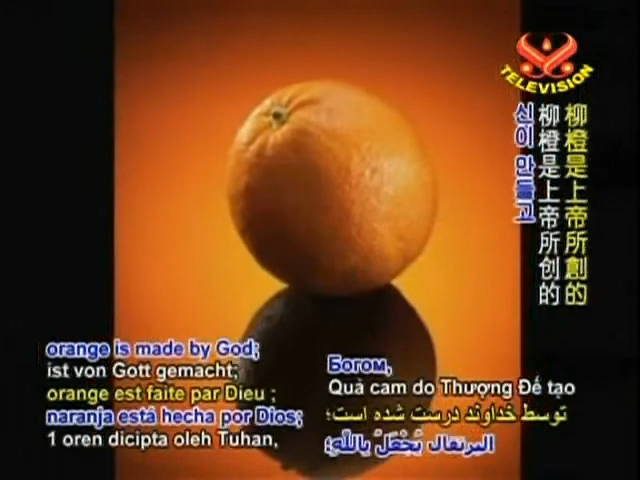 TELEVISION
柳橙是上帝所創的
柳橙是上帝所创的
신이 만들고
orange is made by God;
ist von Gott gemacht;
orange est faite par Dieu ;
naranja está hecha por Dios;
1 oren dicipta oleh Tuhan,
Богом,
Quả cam do Thượng Đế tạo
توسط خداوند درست شده است؛
البرتقال